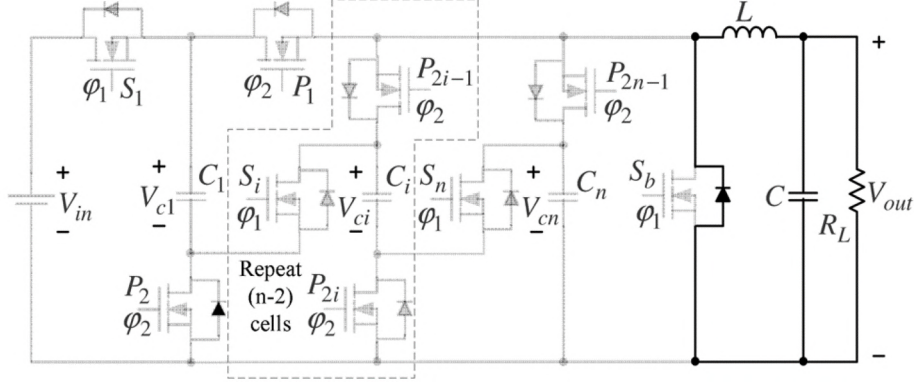 L
φ1 S1
φ2 P1
P2i−1
φ2
P2n−1
φ2
+
+
Vin
−
+
Vc1
−
C1
Si
φ1
+
Vci
−
Ci
Sn
φ1
+
Vcn
−
Cn
Sb
φ1
C
RL
Vout
−
P2
φ2
Repeat
(n-2)
cells
P2i
φ2